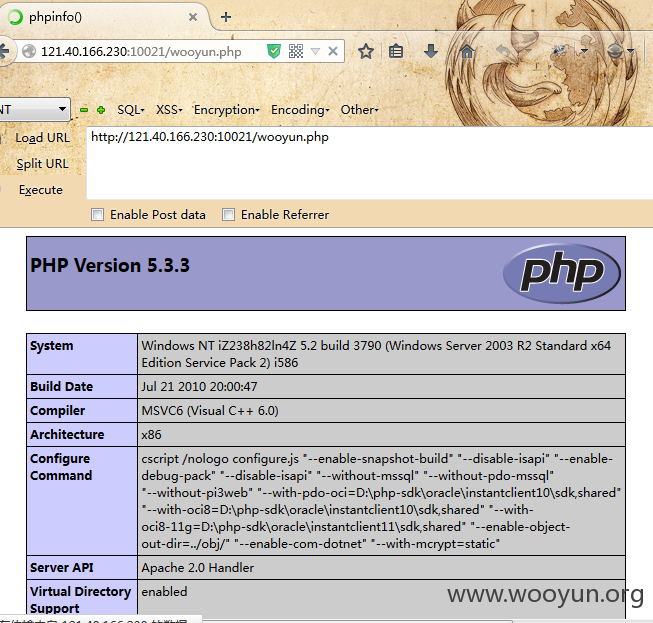 phpinfo()
121.40.166.230:10021/wooyun.php
NT
SQL XSS Encryption Encoding Other
Load URL
http://121.40.166.230:10021/wooyun.php
Split URL
Execute
Enable Post data Enable Referrer
PHP Version 5.3.3
php
System Windows NT iZ238h82ln4Z 5.2 build 3790 (Windows Server 2003 R2 Standard x64
Edition Service Pack 2) i586
Build Date Jul 21 2010 20:00:47
Compiler MSVC6 (Visual C++ 6.0)
Architecture x86
Configure cscript /nologo configure.js "--enable-snapshot-build" "--disable-isapi" "--enable-
Command debug-pack" "--disable-isapi" "--without-mssql" "--without-pdo-mssql"
"--without-pi3web" "--with-pdo-oci=D:\php-sdk\oracle\instantclient10\sdk,shared"
"--with-oci8=D:\php-sdk\oracle\instantclient10\sdk,shared" "--with-
oci8-11g=D:\php-sdk\oracle\instantclient11\sdk,shared" "--enable-object-
out-dir=../obj/" "--enable-com-dotnet" "--with-mcrypt=static"
Server API Apache 2.0 Handler
Virtual Directory enabled
Support
www.wooyun.org